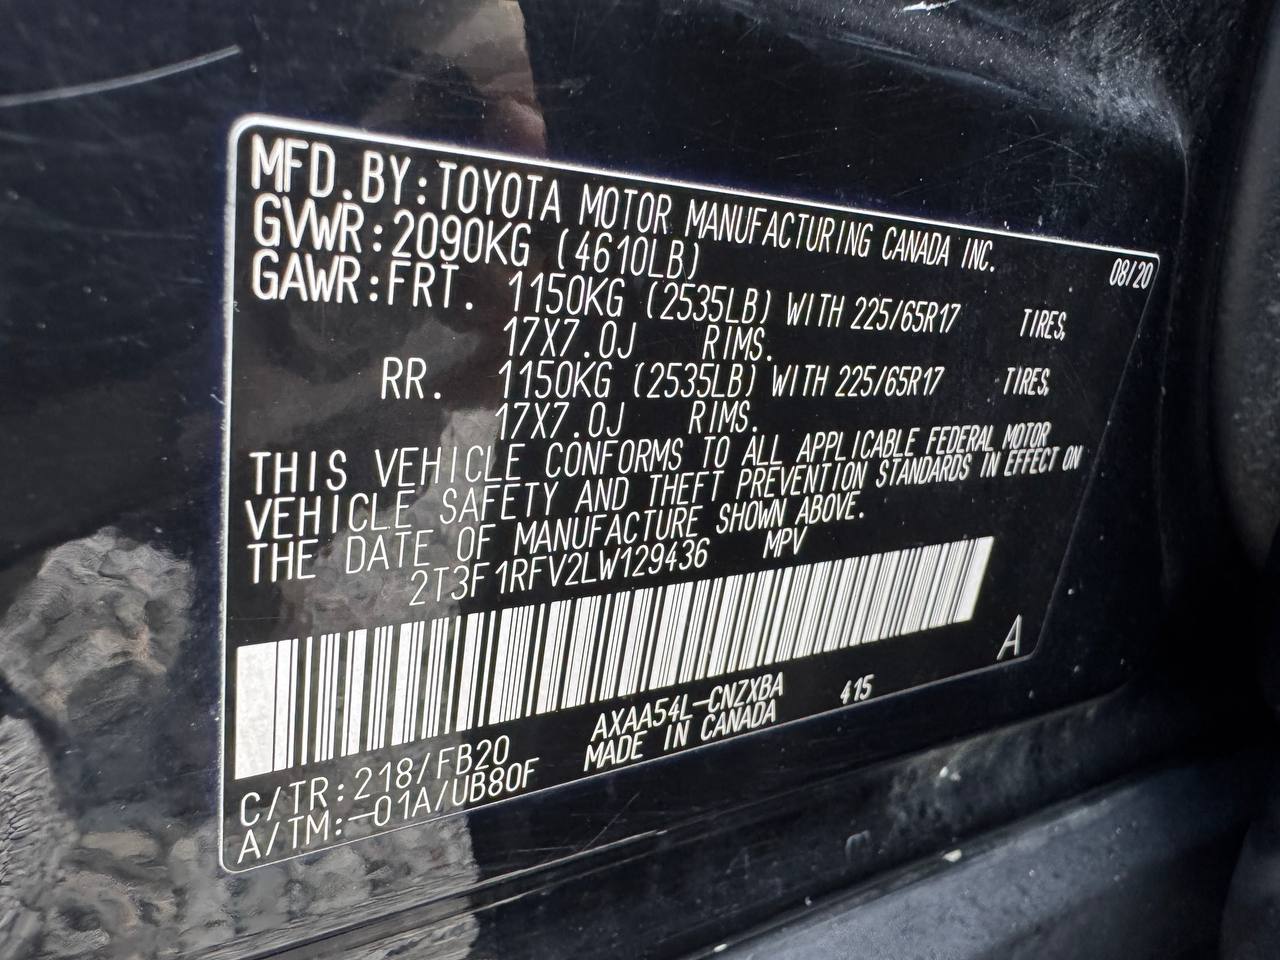 MFD.BY:TOYOTA MOTOR MANUFACTURING CANADA INC.
GVWR:2090KG (4610LB) 08/20
GAWR:FRT. 1150KG (2535LB) WITH 225/65R17 TIRES,
17X7.0J RIMS.
RR. 1150KG (2535LB) WITH 225/65R17 TIRES,
17X7.0J RIMS.
THIS VEHICLE CONFORMS TO ALL APPLICABLE FEDERAL MOTOR
VEHICLE SAFETY AND THEFT PREVENTION STANDARDS IN EFFECT ON
THE DATE OF MANUFACTURE SHOWN ABOVE.
2T3F1RFV2LW129436 MPV
A
AXAA54L-CNZXBA 415
MADE IN CANADA
C/TR:218/FB20
A/TM:-01A/UB80F